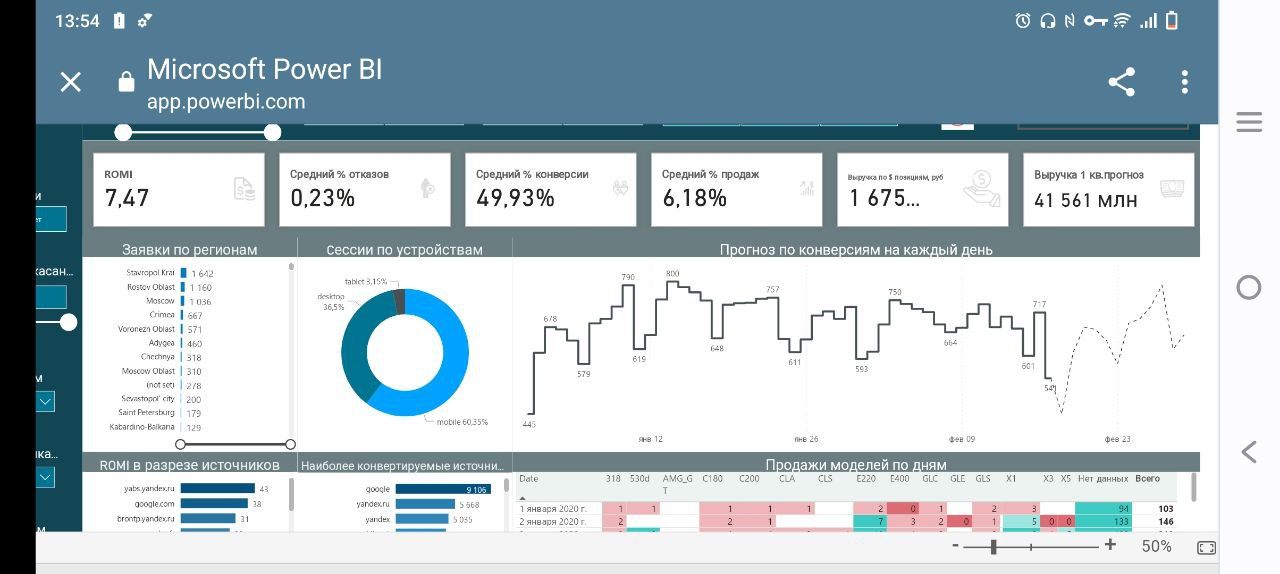 13:54
Microsoft Power BI
app.powerbi.com
ROMI
7,47
Средний % отказов
0,23%
Средний % конверсии
49,93%
Средний % продаж
6,18%
Выручка по $ позициям, руб
1 675...
Выручка 1 кв.прогноз
41 561 млн
и
ет
касан...
м
ка...
м
Заявки по регионам
Stavropol Krai 1 642
Rostov Oblast 1 160
Moscow 1 036
Crimea 667
Voronezh Oblast 571
Adygea 460
Chechnya 318
Moscow Oblast 310
(not set) 278
Sevastopol' city 200
Saint Petersburg 179
Kabardino-Balkaria 129
Сессии по устройствам
tablet 3,15%
desktop
36,5%
mobile 60,35%
Прогноз по конверсиям на каждый день
445
678
579
790
619
800
648
757
611
593
750
664
601
717
янв 12
янв 26
фев 09
фев 23
ROMI в разрезе источников
yabs.yandex.ru 43
google.com 38
brontp.yandex.ru 31
Наиболее конвертируемые источни...
google 9 106
yandex.ru 5 668
yandex 5 035
Продажи моделей по дням
Date 318 530d AMG_G C180 C200 CLA CLS E220 E400 GLC GLE GLS X1 X3 X5 Нет данных Всего
T
1 января 2020 г. 1 1 1 1 1 2 0 1 2 3 94 103
2 января 2020 г. 2 2 1 7 3 2 0 1 5 0 0 133 146
- + 50%